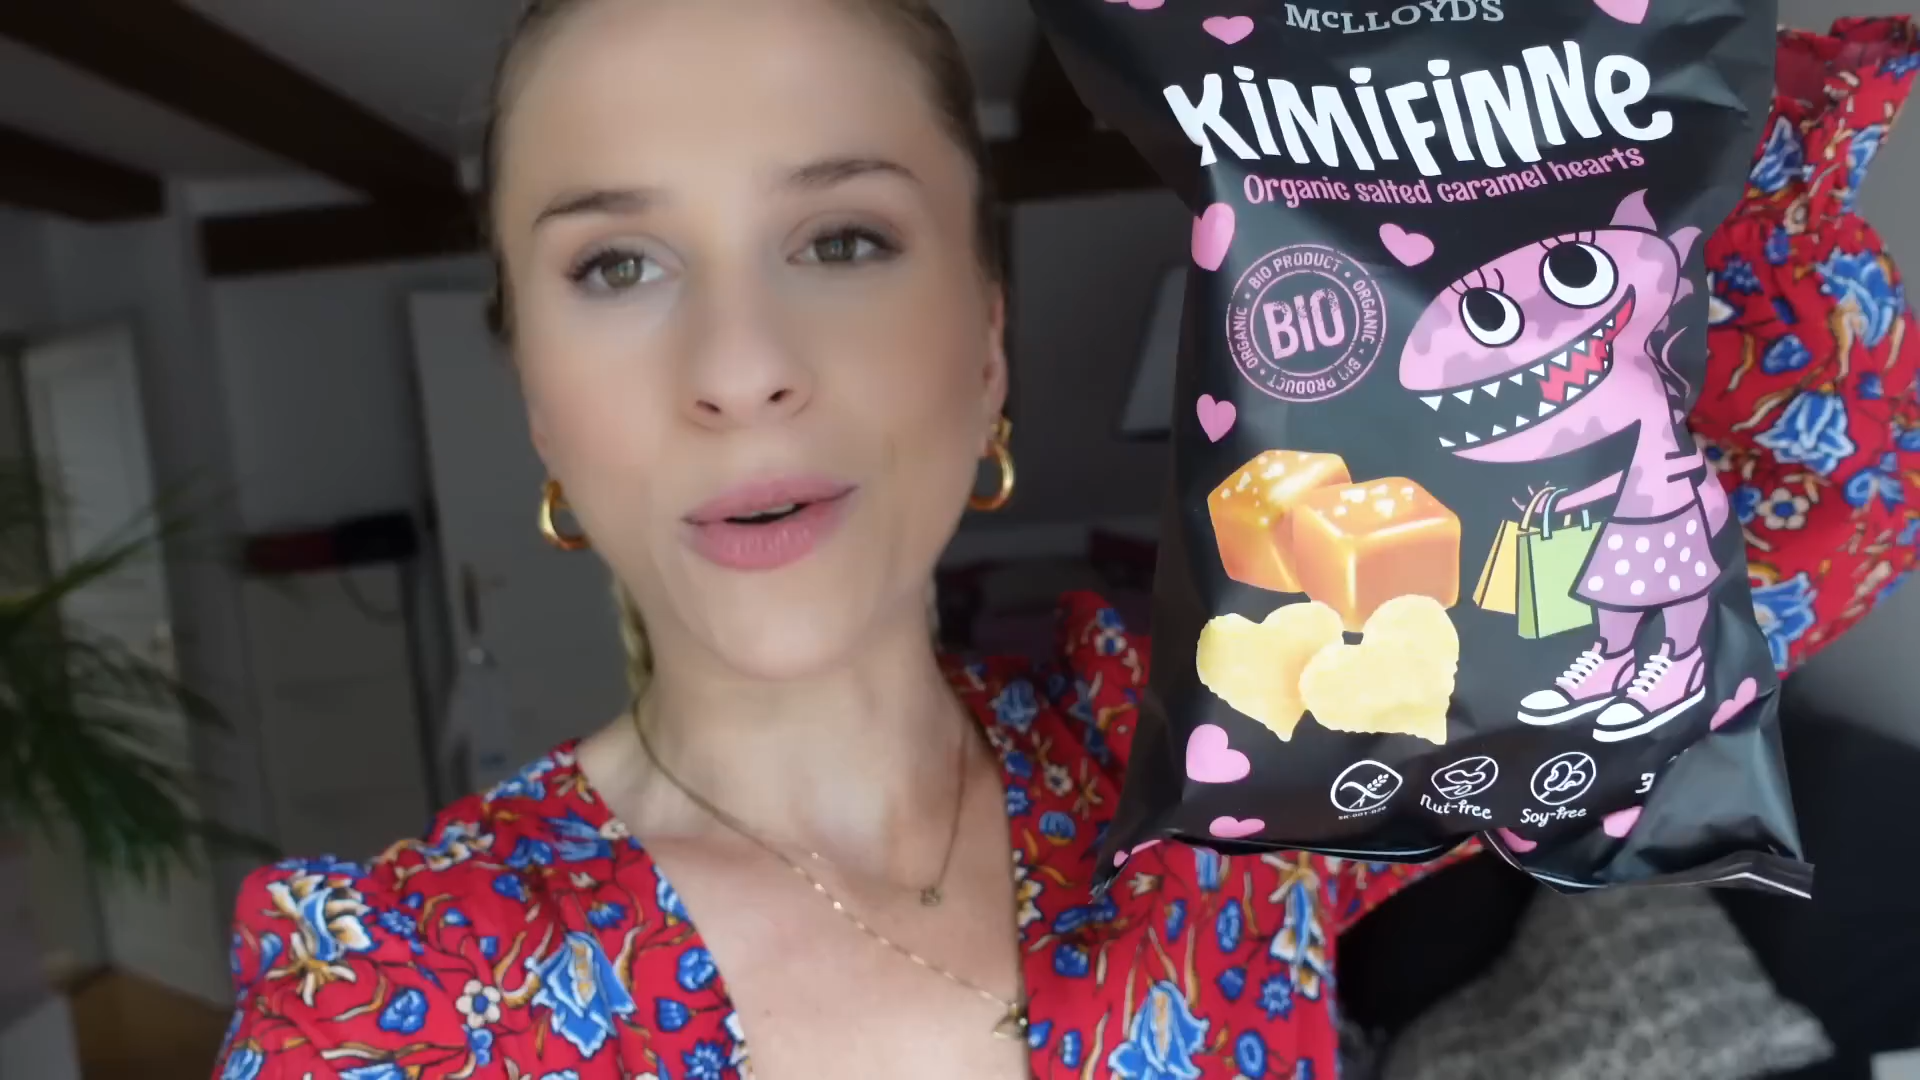 McLLOYD'S
KiMiFiNNe
Organic salted caramel hearts
BIO PRODUCT • ORGANIC • BIO PRODUCT • ORGANIC •
BIO
Nut-free
Soy-free